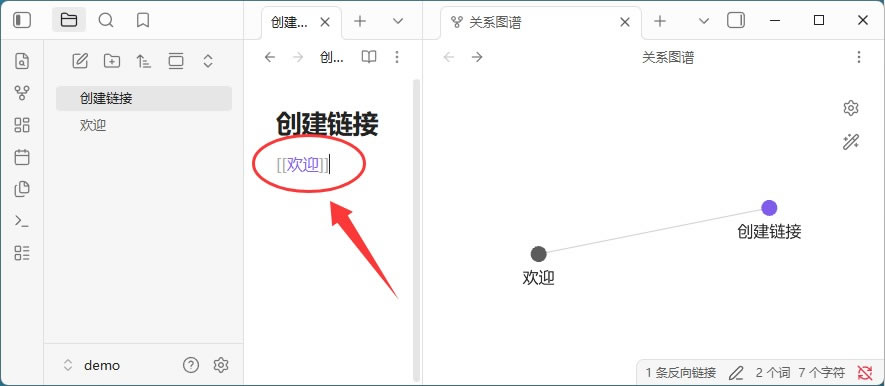 创建...
关系图谱
创...
关系图谱
创建链接
欢迎
创建链接
[[欢迎]]
创建链接
欢迎
demo
1 条反向链接
2 个词
7 个字符